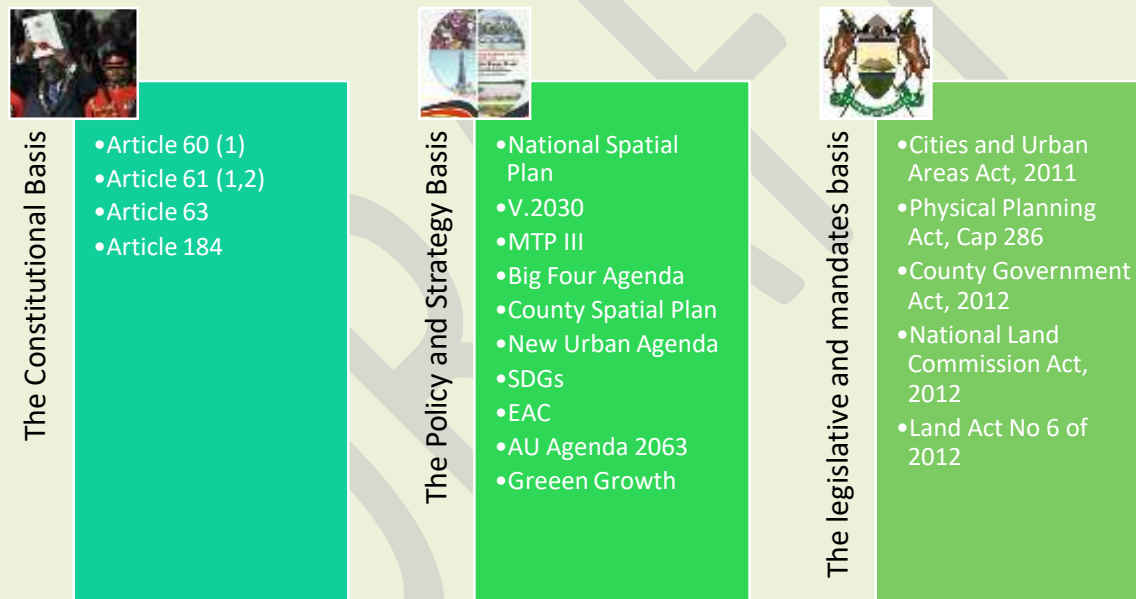 The Constitutional Basis
•Article 60 (1)
•Article 61 (1,2)
•Article 63
•Article 184
The Policy and Strategy Basis
•National Spatial
Plan
•V.2030
•MTP III
•Big Four Agenda
•County Spatial Plan
•New Urban Agenda
•SDGs
•EAC
•AU Agenda 2063
•Greeen Growth
The legislative and mandates basis
•Cities and Urban
Areas Act, 2011
•Physical Planning
Act, Cap 286
•County Government
Act, 2012
•National Land
Commission Act,
2012
•Land Act No 6 of
2012